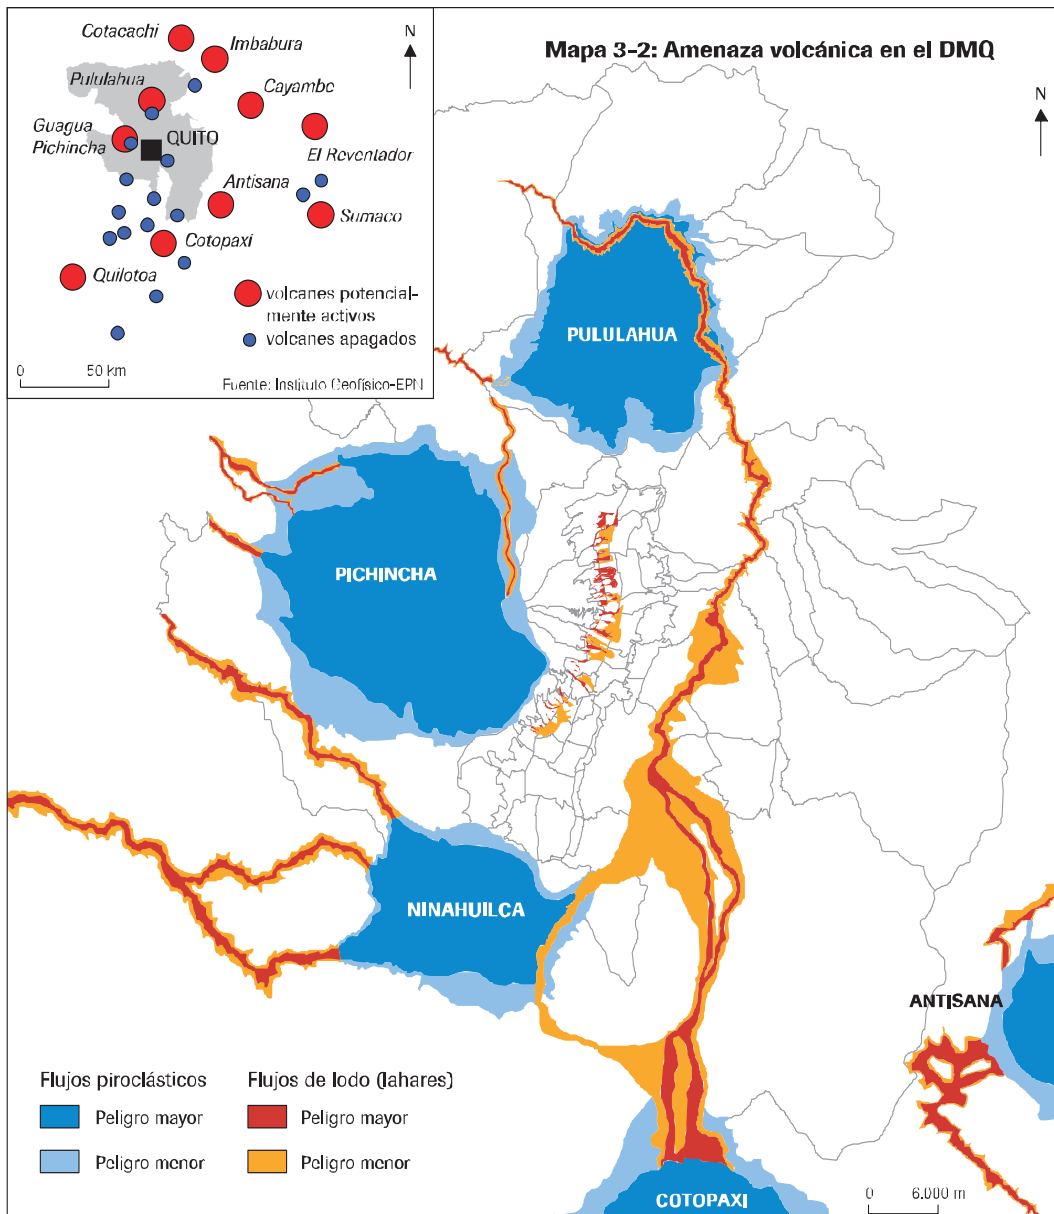 Mapa 3-2: Amenaza volcánica en el DMQ
N
Cotacachi
Imbabura
Pululahua
Cayambe
Guagua
Pichincha
QUITO
El Reventador
Antisana
Sumaco
Cotopaxi
Quilotoa
volcanes potencial-
mente activos
volcanes apagados
0 50 km
Fuente: Instituto Geofísico-EPN
N
PULULAHUA
PICHINCHA
NINAHUILCA
ANTISANA
COTOPAXI
Flujos piroclásticos
Peligro mayor
Peligro menor
Flujos de lodo (lahares)
Peligro mayor
Peligro menor
0 6.000 m